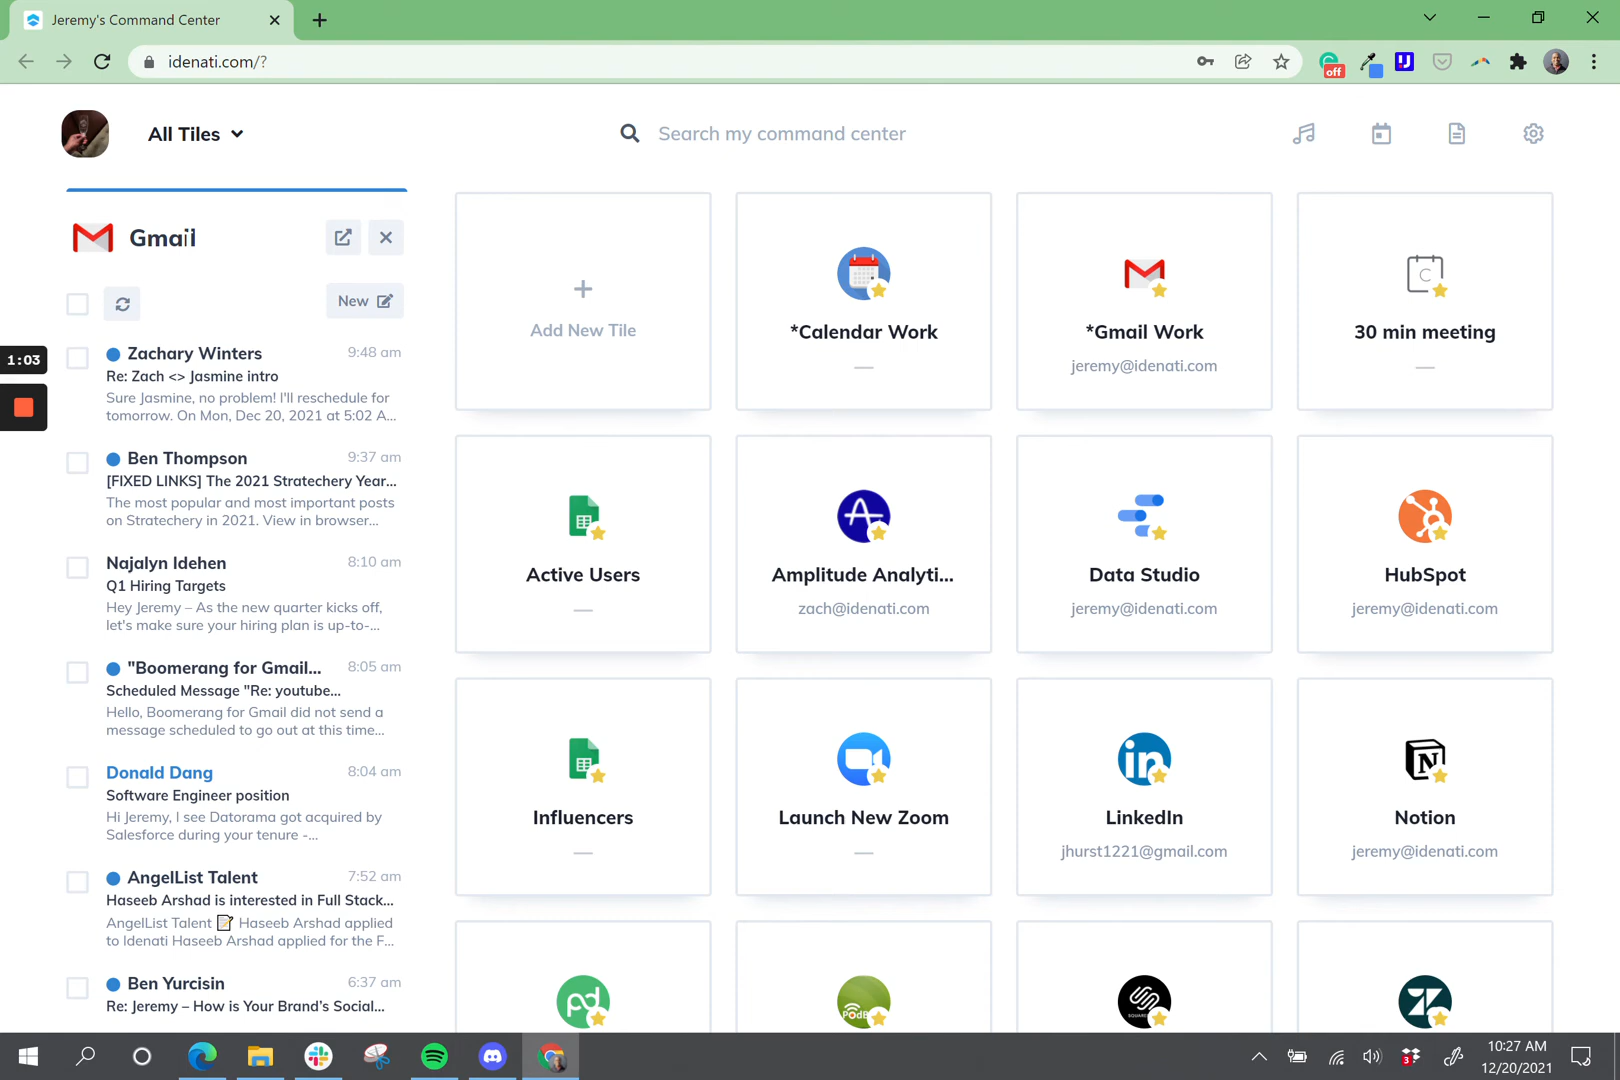 Jeremy's Command Center
idenati.com/?
off
All Tiles
Search my command center
Gmail
New
Zachary Winters 9:48 am
Re: Zach <> Jasmine intro
Sure Jasmine, no problem! I'll reschedule for
tomorrow. On Mon, Dec 20, 2021 at 5:02 A...
Ben Thompson 9:37 am
[FIXED LINKS] The 2021 Stratechery Year...
The most popular and most important posts
on Stratechery in 2021. View in browser...
Najalyn Idehen 8:10 am
Q1 Hiring Targets
Hey Jeremy – As the new quarter kicks off,
let's make sure your hiring plan is up-to-...
"Boomerang for Gmail... 8:05 am
Scheduled Message "Re: youtube...
Hello, Boomerang for Gmail did not send a
message scheduled to go out at this time...
Donald Dang 8:04 am
Software Engineer position
Hi Jeremy, I see Datorama got acquired by
Salesforce during your tenure -...
AngelList Talent 7:52 am
Haseeb Arshad is interested in Full Stack...
AngelList Talent 📝 Haseeb Arshad applied
to Idenati Haseeb Arshad applied for the F...
Ben Yurcisin 6:37 am
Re: Jeremy – How is Your Brand's Social...
1:03
Add New Tile
*Calendar Work
—
*Gmail Work
jeremy@idenati.com
C
30 min meeting
—
Active Users
—
Amplitude Analyti...
zach@idenati.com
Data Studio
jeremy@idenati.com
HubSpot
jeremy@idenati.com
Influencers
—
Launch New Zoom
—
in
LinkedIn
jhurst1221@gmail.com
N
Notion
jeremy@idenati.com
pd
PODB
3
10:27 AM
12/20/2021